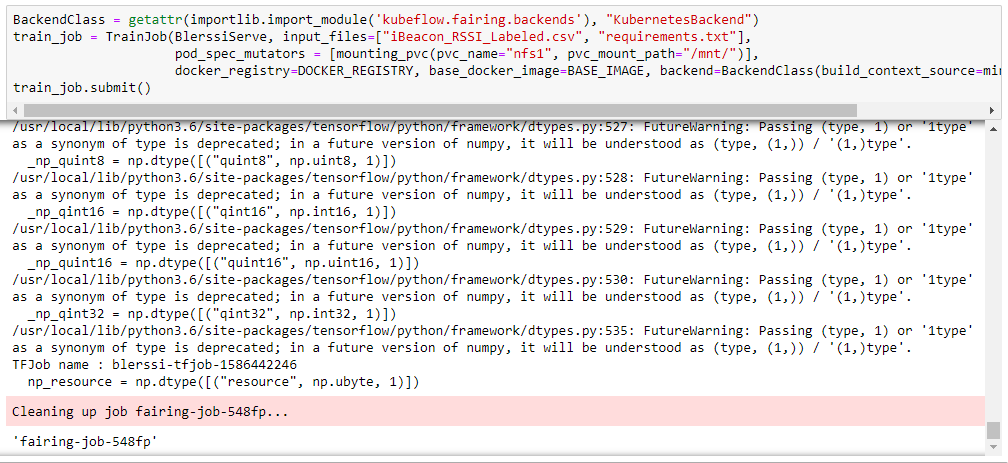 BackendClass = getattr(importlib.import_module('kubeflow.fairing.backends'), "KubernetesBackend")
train_job = TrainJob(BlerssiServe, input_files=["iBeacon_RSSI_Labeled.csv", "requirements.txt"],
                     pod_spec_mutators = [mounting_pvc(pvc_name="nfs1", pvc_mount_path="/mnt/")],
                     docker_registry=DOCKER_REGISTRY, base_docker_image=BASE_IMAGE, backend=BackendClass(build_context_source=min
train_job.submit()
/usr/local/lib/python3.6/site-packages/tensorflow/python/framework/dtypes.py:527: FutureWarning: Passing (type, 1) or '1type'
as a synonym of type is deprecated; in a future version of numpy, it will be understood as (type, (1,)) / '(1,)type'.
  _np_quint8 = np.dtype([("quint8", np.uint8, 1)])
/usr/local/lib/python3.6/site-packages/tensorflow/python/framework/dtypes.py:528: FutureWarning: Passing (type, 1) or '1type'
as a synonym of type is deprecated; in a future version of numpy, it will be understood as (type, (1,)) / '(1,)type'.
  _np_qint16 = np.dtype([("qint16", np.int16, 1)])
/usr/local/lib/python3.6/site-packages/tensorflow/python/framework/dtypes.py:529: FutureWarning: Passing (type, 1) or '1type'
as a synonym of type is deprecated; in a future version of numpy, it will be understood as (type, (1,)) / '(1,)type'.
  _np_quint16 = np.dtype([("quint16", np.uint16, 1)])
/usr/local/lib/python3.6/site-packages/tensorflow/python/framework/dtypes.py:530: FutureWarning: Passing (type, 1) or '1type'
as a synonym of type is deprecated; in a future version of numpy, it will be understood as (type, (1,)) / '(1,)type'.
  _np_qint32 = np.dtype([("qint32", np.int32, 1)])
/usr/local/lib/python3.6/site-packages/tensorflow/python/framework/dtypes.py:535: FutureWarning: Passing (type, 1) or '1type'
as a synonym of type is deprecated; in a future version of numpy, it will be understood as (type, (1,)) / '(1,)type'.
TFJob name : blerssi-tfjob-1586442246
  np_resource = np.dtype([("resource", np.ubyte, 1)])
Cleaning up job fairing-job-548fp...
'fairing-job-548fp'